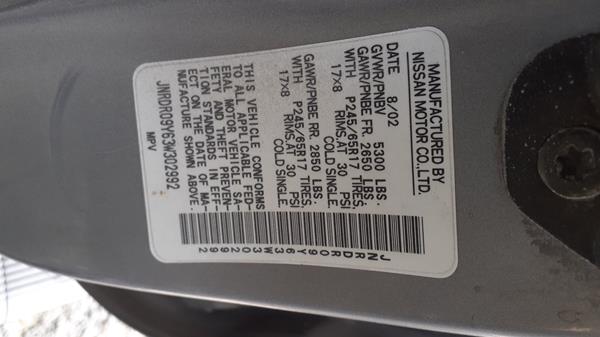 MANUFACTURED BY
NISSAN MOTOR CO.,LTD.
DATE 8/02
GVWR/PNBV 5300 LBS.
GAWR/PNBE FR. 2650 LBS.
WITH P245/65R17 TIRES,
17x8 RIMS,AT 30 PSI
COLD SINGLE.
GAWR/PNBE RR 2850 LBS.
WITH P245/65R17 TIRES,
17x8 RIMS,AT 30 PSI
COLD SINGLE.
THIS VEHICLE CONFORMS
TO ALL APPLICABLE FED-
ERAL MOTOR VEHICLE SA-
FETY AND THEFT PREVEN-
TION STANDARDS IN EFF-
ECT ON THE DATE OF MA-
NUFACTURE SHOWN ABOVE.
JNRDR09Y63W302992
MPV
JNRDR09Y63W302992